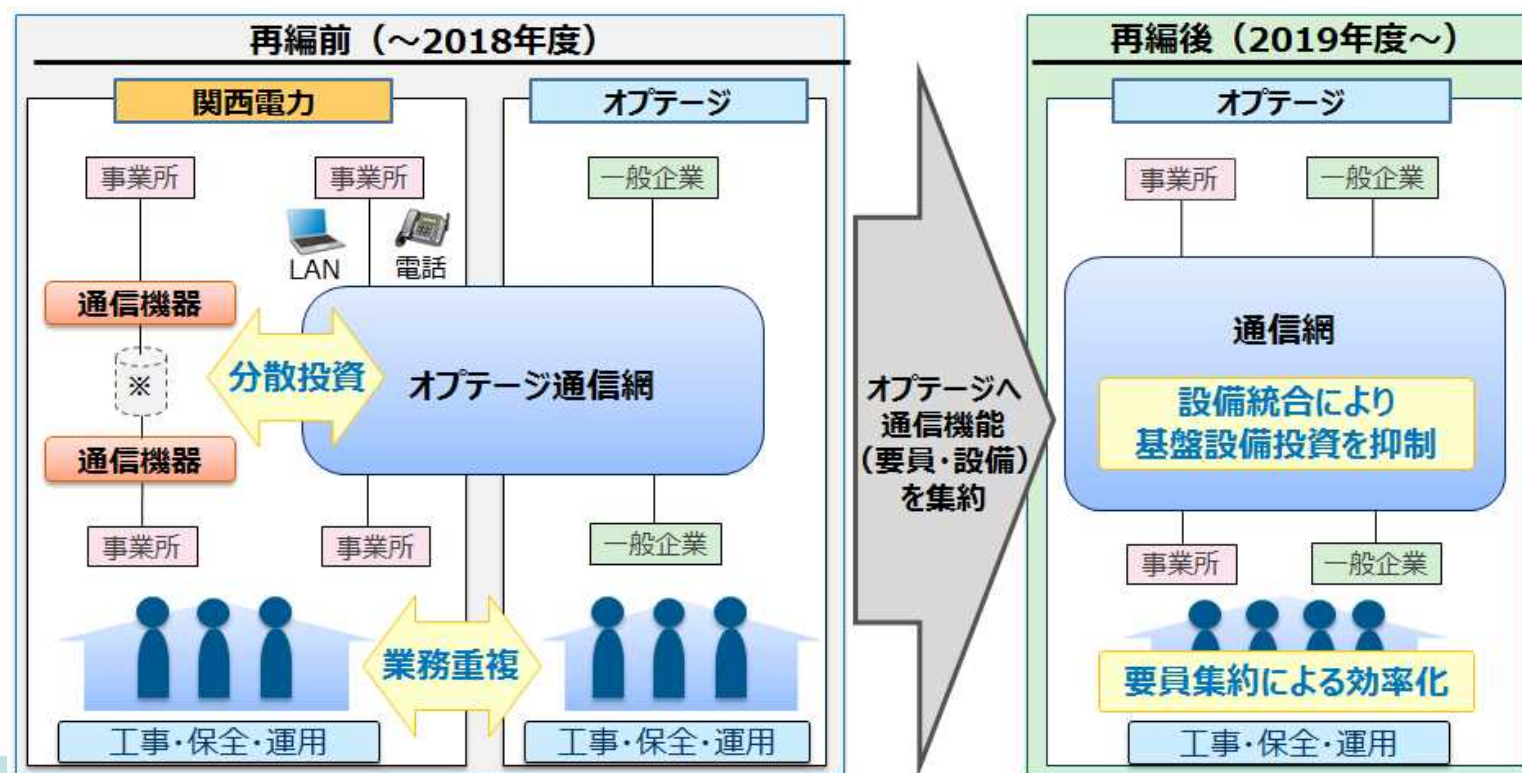 再編前（～2018年度）
関西電力
オプテージ
事業所
事業所
一般企業
LAN
電話
通信機器
※
通信機器
分散投資
オプテージ通信網
事業所
事業所
一般企業
業務重複
工事・保全・運用
工事・保全・運用
オプテージへ
通信機能
（要員・設備）
を集約
再編後（2019年度～）
オプテージ
事業所
一般企業
通信網
設備統合により
基盤設備投資を抑制
事業所
一般企業
要員集約による効率化
工事・保全・運用